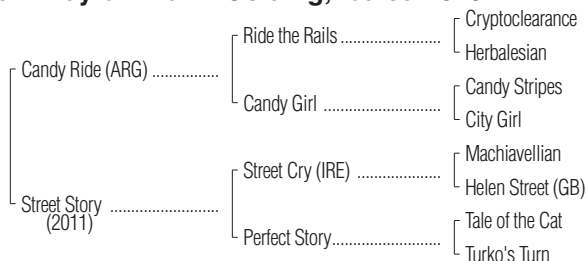 Cryptoclearance
Ride the Rails
Herbalesian
Candy Ride (ARG)
Candy Stripes
Candy Girl
City Girl
Machiavellian
Street Cry (IRE)
Helen Street (GB)
Street Story
(2011)
Tale of the Cat
Perfect Story
Turko's Turn